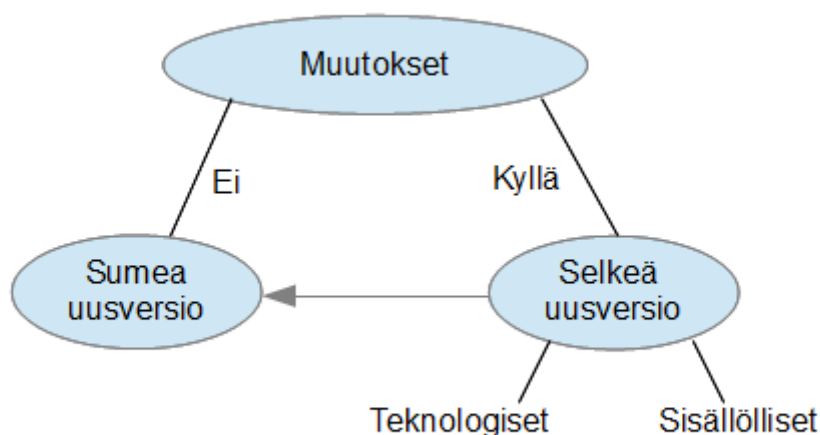 Muutokset
Ei
Kyllä
Sumea
uusversio
Selkeä
uusversio
Teknologiset
Sisällölliset